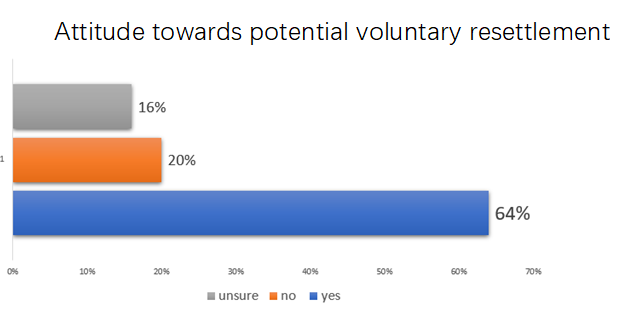 Attitude towards potential voluntary resettlement
16%
1
20%
64%
0% 10% 20% 30% 40% 50% 60% 70%
unsure no yes